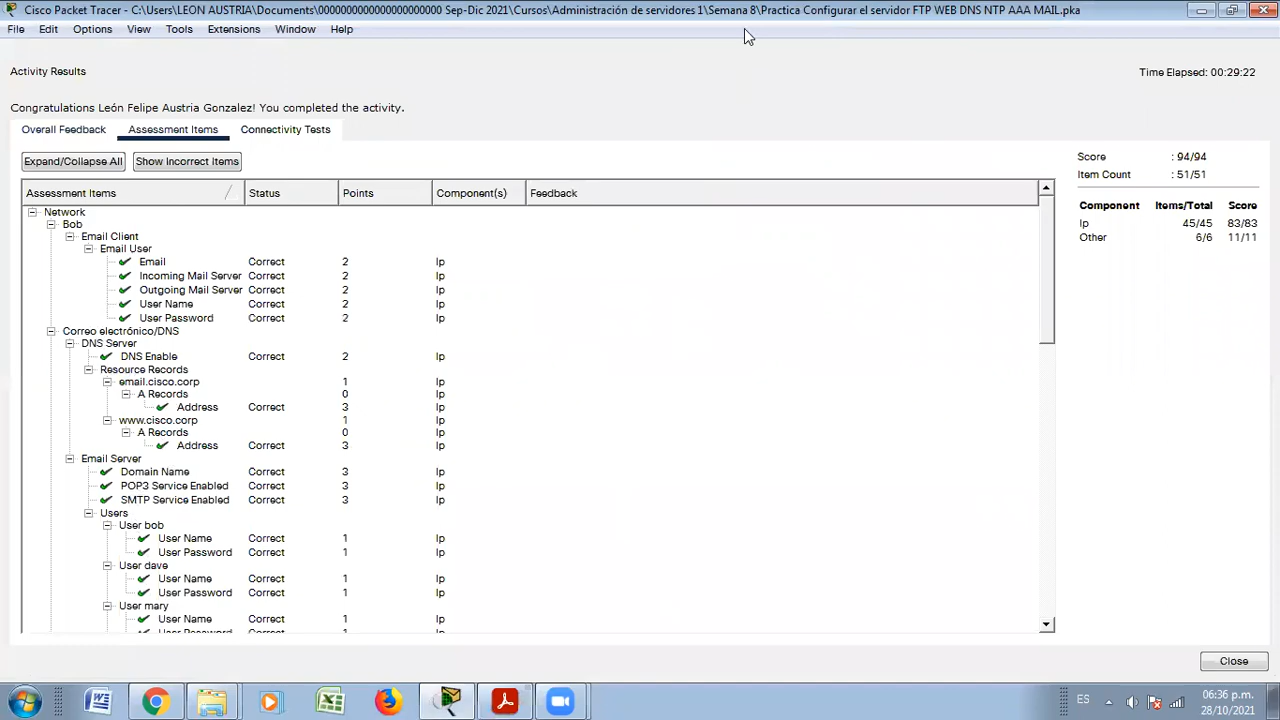 Cisco Packet Tracer - C:\Users\LEON AUSTRIA\Documents\0000000000000000000 Sep-Dic 2021\Cursos\Administración de servidores 1\Semana 8\Practica Configurar el servidor FTP WEB DNS NTP AAA MAIL.pka
File Edit Options View Tools Extensions Window Help
Activity Results
Time Elapsed: 00:29:22
Congratulations León Felipe Austria Gonzalez! You completed the activity.
Overall Feedback Assessment Items Connectivity Tests
Expand/Collapse All Show Incorrect Items
Score : 94/94
Item Count : 51/51
Component Items/Total Score
Ip 45/45 83/83
Other 6/6 11/11
Assessment Items Status Points Component(s) Feedback
Network
Bob
Email Client
Email User
Email Correct 2 Ip
Incoming Mail Server Correct 2 Ip
Outgoing Mail Server Correct 2 Ip
User Name Correct 2 Ip
User Password Correct 2 Ip
Correo electrónico/DNS
DNS Server
DNS Enable Correct 2 Ip
Resource Records
email.cisco.corp 1 Ip
A Records 0 Ip
Address Correct 3 Ip
www.cisco.corp 1 Ip
A Records 0 Ip
Address Correct 3 Ip
Email Server
Domain Name Correct 3 Ip
POP3 Service Enabled Correct 3 Ip
SMTP Service Enabled Correct 3 Ip
Users
User bob
User Name Correct 1 Ip
User Password Correct 1 Ip
User dave
User Name Correct 1 Ip
User Password Correct 1 Ip
User mary
User Name Correct 1 Ip
User Password Correct 1 Ip
Close
ES
06:36 p.m.
28/10/2021